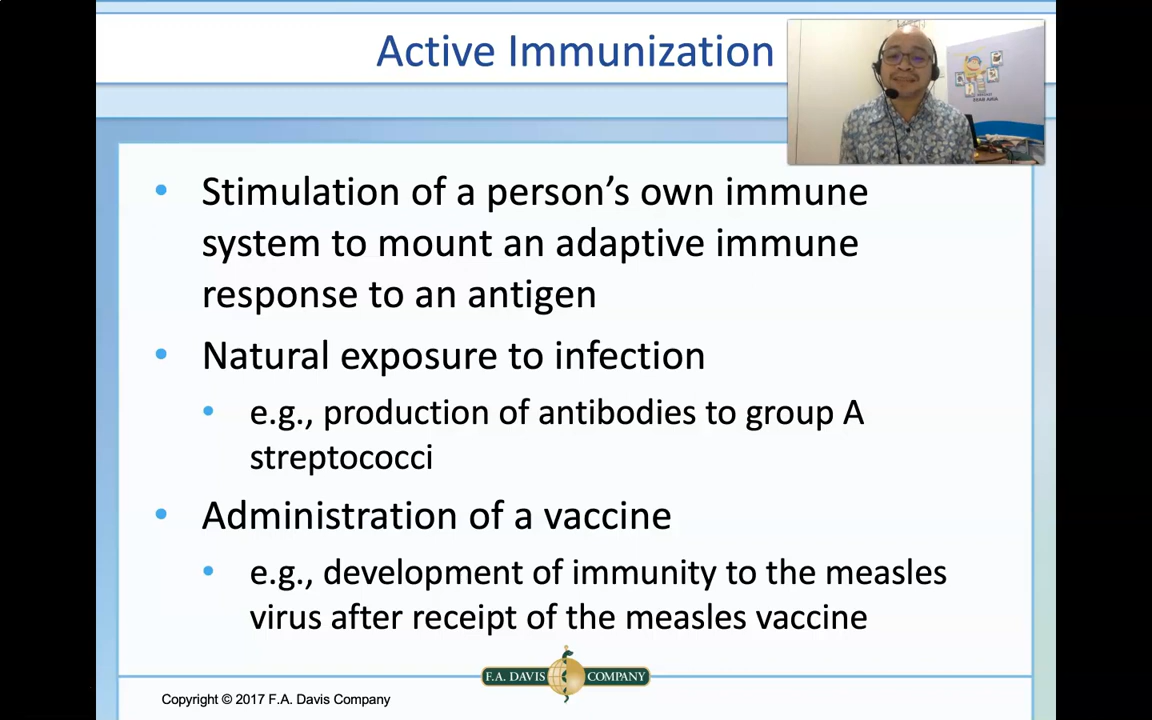 Active Immunization
• Stimulation of a person’s own immune
system to mount an adaptive immune
response to an antigen
• Natural exposure to infection
• e.g., production of antibodies to group A
streptococci
• Administration of a vaccine
• e.g., development of immunity to the measles
virus after receipt of the measles vaccine
F.A. DAVIS COMPANY
Copyright © 2017 F.A. Davis Company